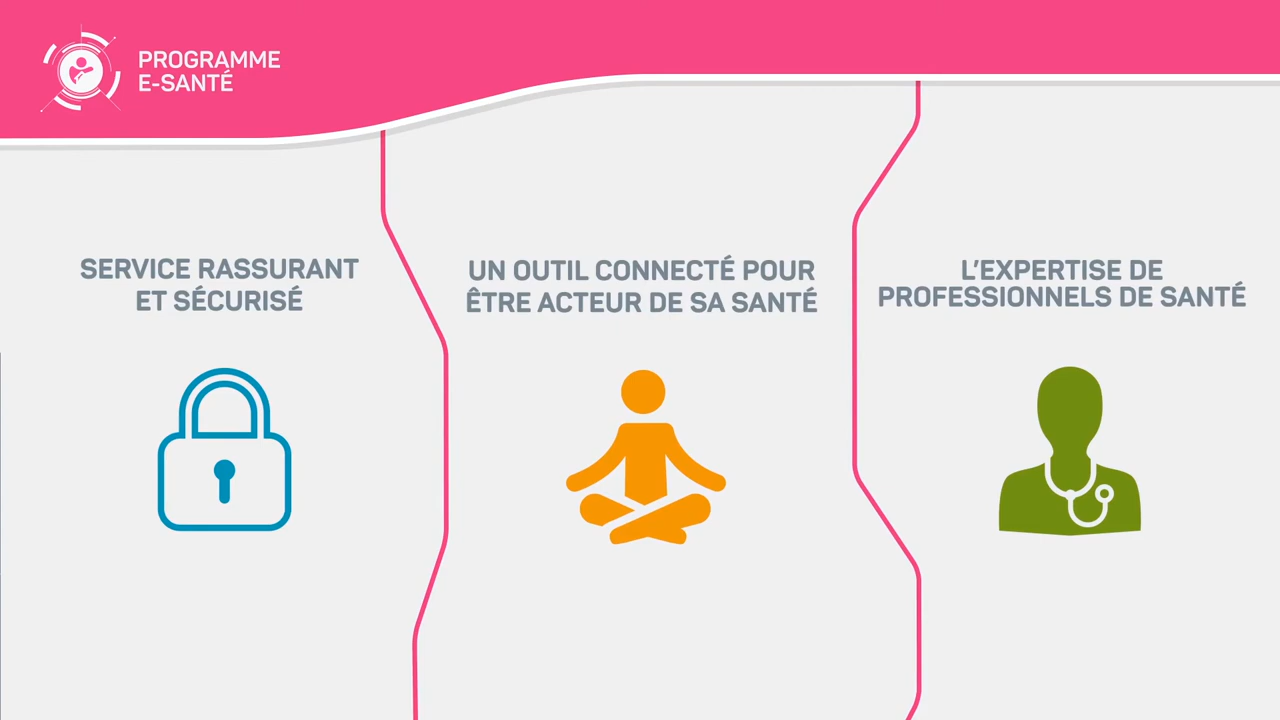 PROGRAMME
E-SANTÉ
SERVICE RASSURANT
ET SÉCURISÉ
UN OUTIL CONNECTÉ POUR
ÊTRE ACTEUR DE SA SANTÉ
L'EXPERTISE DE
PROFESSIONNELS DE SANTÉ